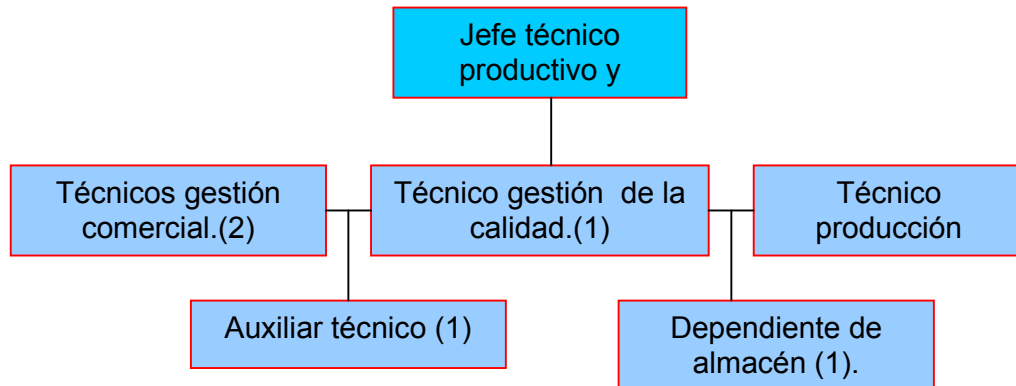 Jefe técnico
productivo y
Técnicos gestión
comercial.(2)
Técnico gestión  de la
calidad.(1)
Técnico
producción
Auxiliar técnico (1)
Dependiente de
almacén (1).